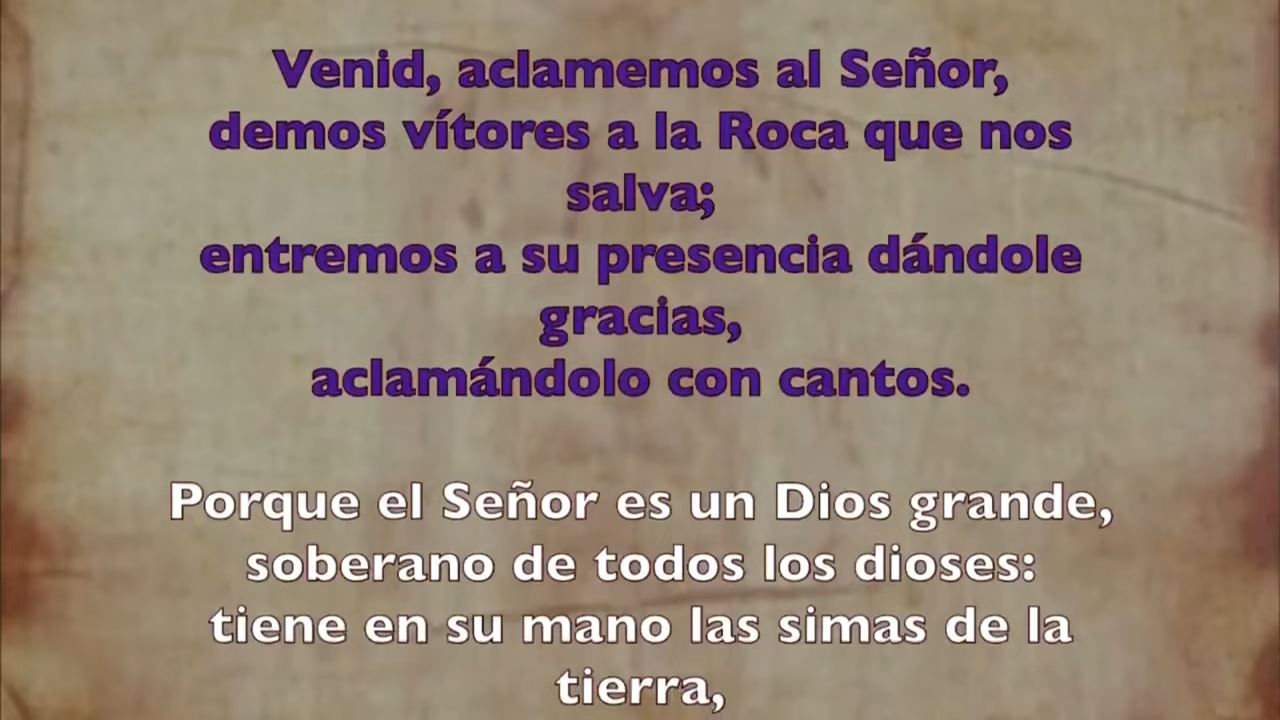 Venid, aclamemos al Señor,
demos vítores a la Roca que nos
salva;
entremos a su presencia dándole
gracias,
aclamándolo con cantos.
Porque el Señor es un Dios grande,
soberano de todos los dioses:
tiene en su mano las simas de la
tierra,